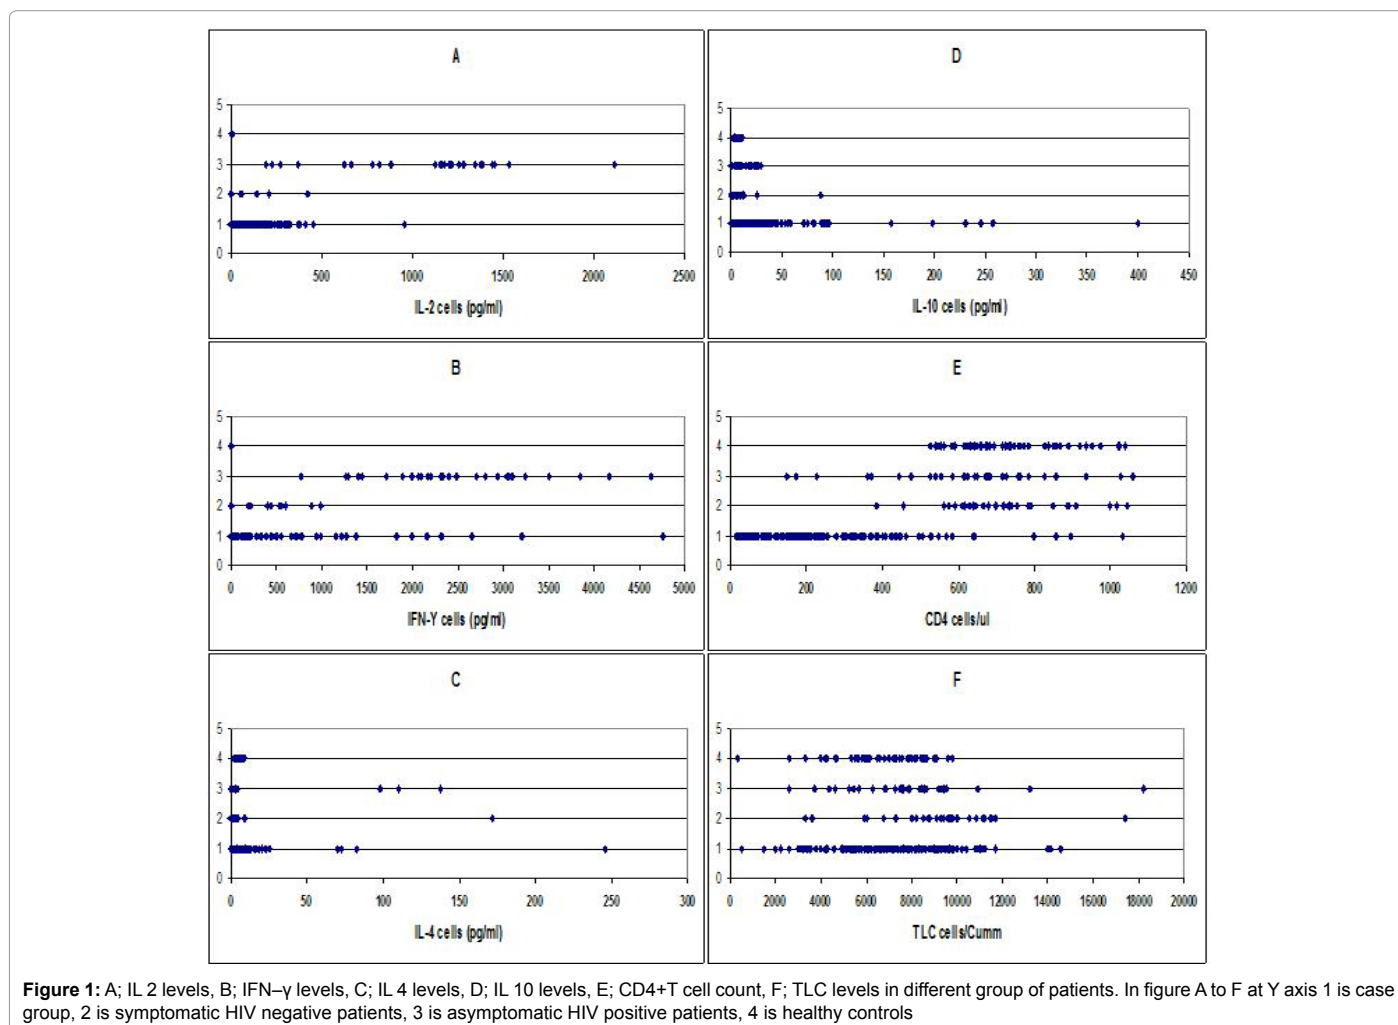 A
5
4
3
2
1
0
0 500 1000 1500 2000 2500
IL-2 cells (pg/ml)
D
5
4
3
2
1
0
0 50 100 150 200 250 300 350 400 450
IL-10 cells (pg/ml)
B
5
4
3
2
1
0
0 500 1000 1500 2000 2500 3000 3500 4000 4500 5000
IFN-Y cells (pg/ml)
E
5
4
3
2
1
0
0 200 400 600 800 1000 1200
CD4 cells/ul
C
5
4
3
2
1
0
0 50 100 150 200 250 300
IL-4 cells (pg/ml)
F
5
4
3
2
1
0
0 2000 4000 6000 8000 10000 12000 14000 16000 18000 20000
TLC cells/Cumm
Figure 1: A; IL 2 levels, B; IFN–γ levels, C; IL 4 levels, D; IL 10 levels, E; CD4+T cell count, F; TLC levels in different group of patients. In figure A to F at Y axis 1 is case
group, 2 is symptomatic HIV negative patients, 3 is asymptomatic HIV positive patients, 4 is healthy controls